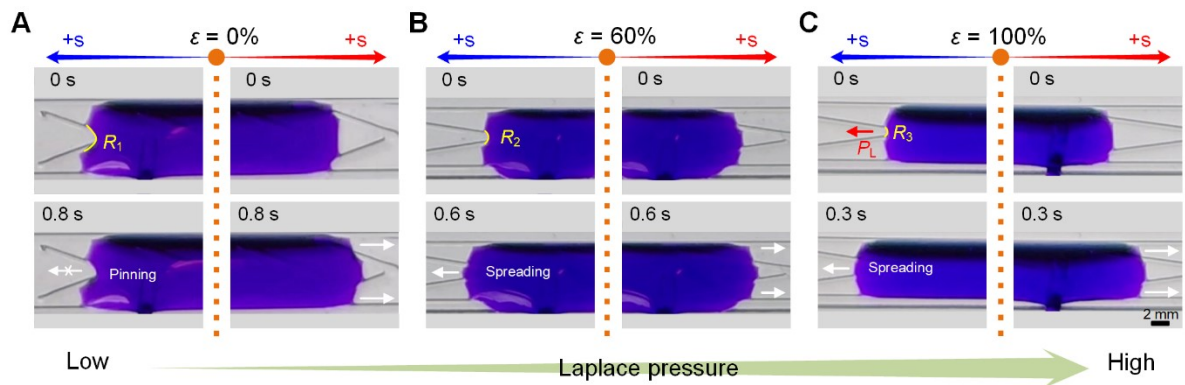 A
+s
ε = 0%
+s
0 s
0 s
R1
0.8 s
0.8 s
Pinning
B
+s
ε = 60%
+s
0 s
0 s
R2
0.6 s
0.6 s
Spreading
C
+s
ε = 100%
+s
0 s
0 s
R3
PL
0.3 s
0.3 s
Spreading
2 mm
Low
Laplace pressure
High